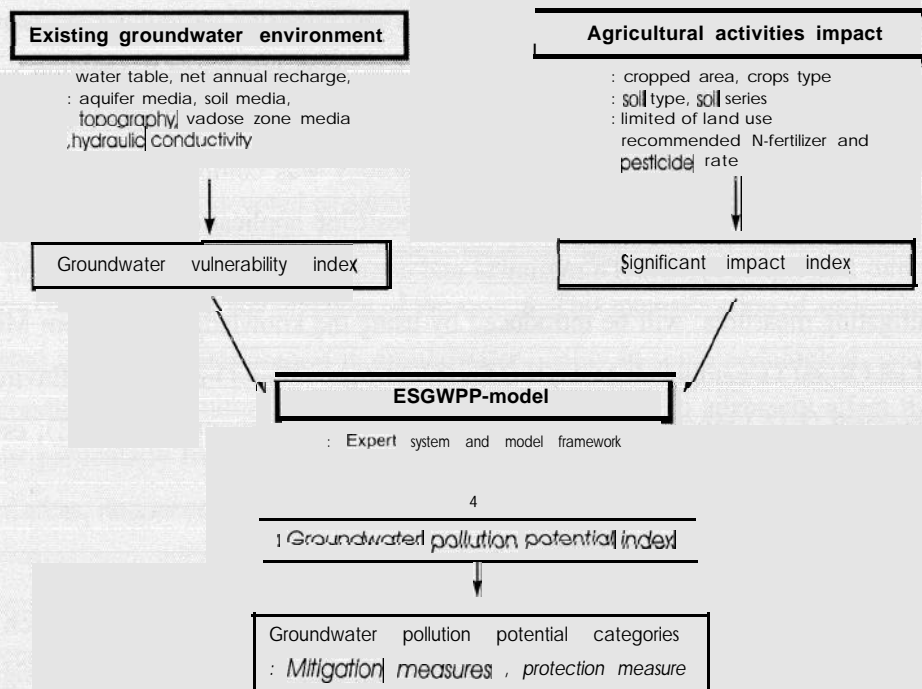 Existing groundwater environment
water table, net annual recharge,
: aquifer media, soil media,
topography, vadose zone media
hydraulic conductivity
Agricultural activities impact
: cropped area, crops type
: soil type, soil series
: limited of land use
recommended N-fertilizer and
pesticide rate
Groundwater vulnerability index
Significant impact index
ESGWPP-model
: Expert system and model framework
4
1 Groundwater pollution potential index
Groundwater pollution potential categories
: Mitigation measures , protection measure